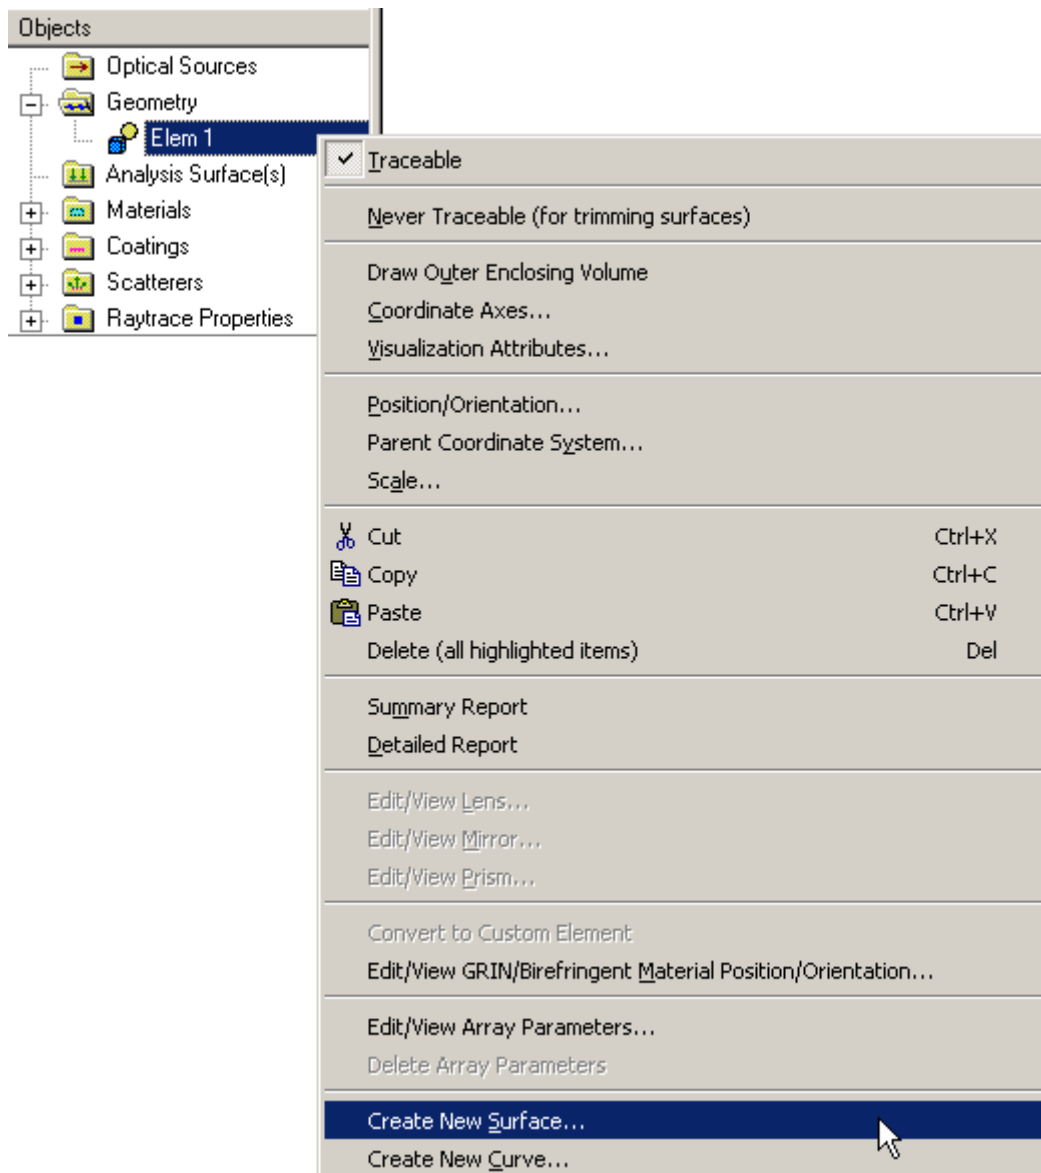 Objects
Optical Sources
Geometry
Elem 1
Analysis Surface(s)
Materials
Coatings
Scatterers
Raytrace Properties
Traceable
Never Traceable (for trimming surfaces)
Draw Outer Enclosing Volume
Coordinate Axes...
Visualization Attributes...
Position/Orientation...
Parent Coordinate System...
Scale...
Cut Ctrl+X
Copy Ctrl+C
Paste Ctrl+V
Delete (all highlighted items) Del
Summary Report
Detailed Report
Edit/View Lens...
Edit/View Mirror...
Edit/View Prism...
Convert to Custom Element
Edit/View GRIN/Birefringent Material Position/Orientation...
Edit/View Array Parameters...
Delete Array Parameters
Create New Surface...
Create New Curve...